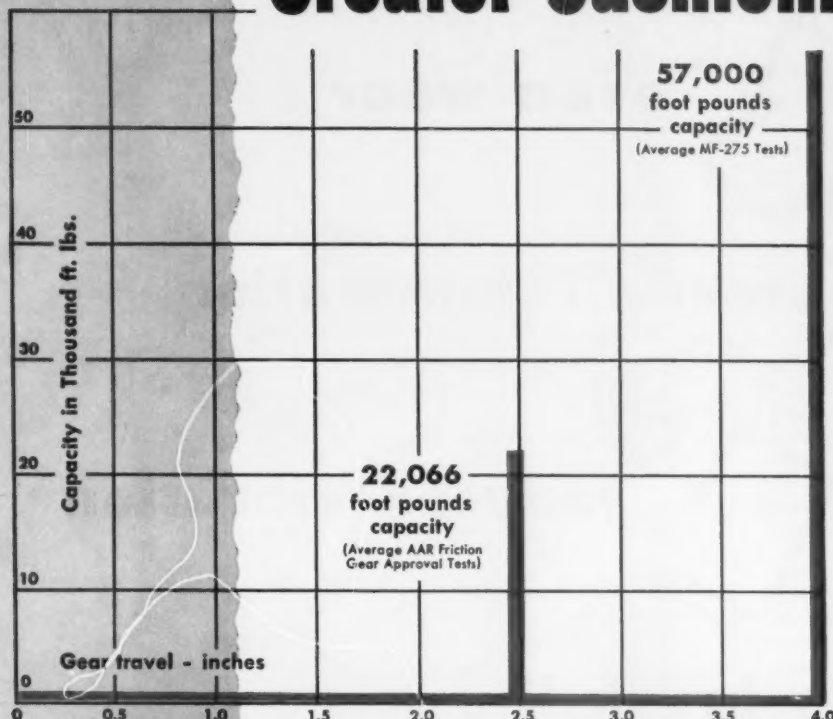 Greater
57,000
foot pounds
capacity
(Average MF-275 Tests)
50
40
30
20
10
0
Capacity in Thousand ft. lbs.
22,066
foot pounds
capacity
(Average AAR Friction
Gear Approval Tests)
Gear travel - inches
0 0.5 1.0 1.5 2.0 2.5 3.0 3.5 4.0